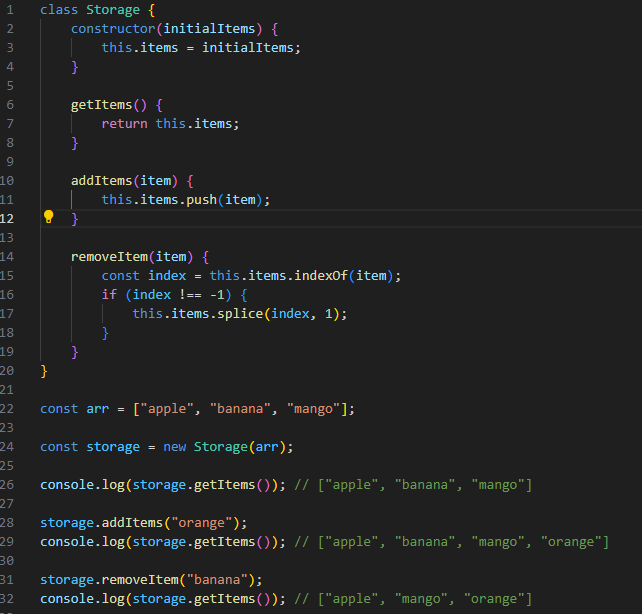 1 class Storage {
2     constructor(initialItems) {
3         this.items = initialItems;
4     }
5
6     getItems() {
7         return this.items;
8     }
9
10     addItems(item) {
11         this.items.push(item);
12     }
13
14     removeItem(item) {
15         const index = this.items.indexOf(item);
16         if (index !== -1) {
17             this.items.splice(index, 1);
18         }
19     }
20 }
21
22 const arr = ["apple", "banana", "mango"];
23
24 const storage = new Storage(arr);
25
26 console.log(storage.getItems()); // ["apple", "banana", "mango"]
27
28 storage.addItems("orange");
29 console.log(storage.getItems()); // ["apple", "banana", "mango", "orange"]
30
31 storage.removeItem("banana");
32 console.log(storage.getItems()); // ["apple", "mango", "orange"]